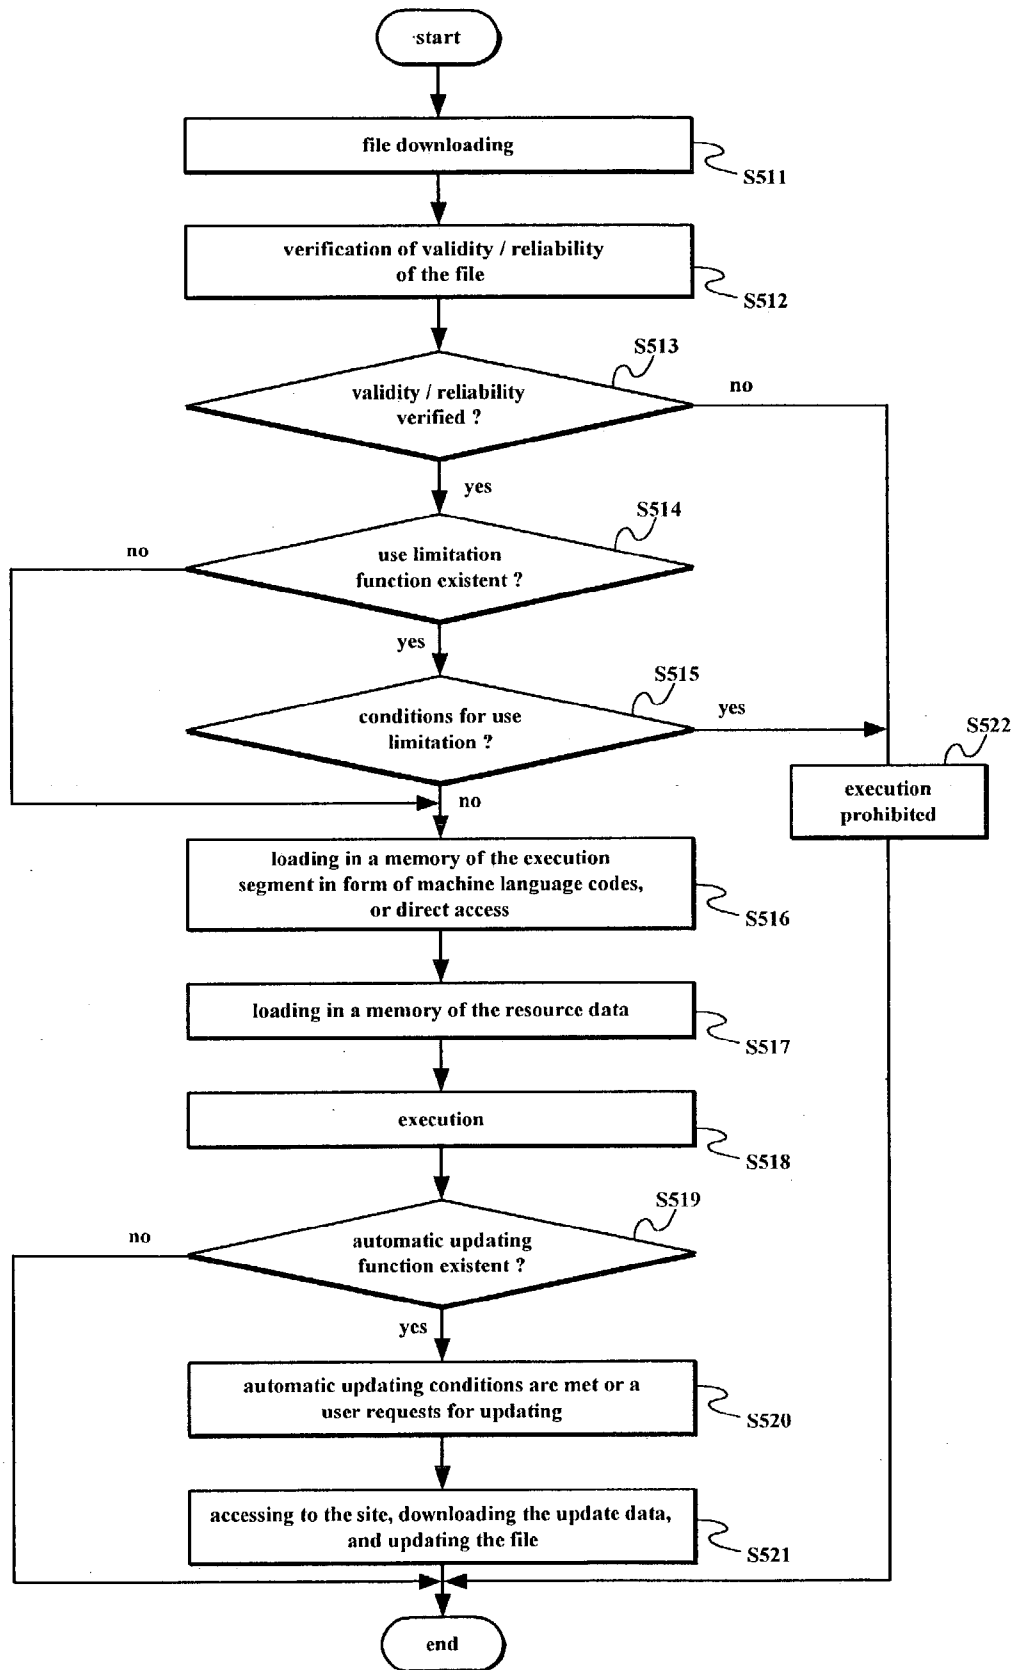 start
file downloading
S511
verification of validity / reliability
of the file
S512
S513
validity / reliability
verified ?
no
yes
S514
no
use limitation
function existent ?
yes
S515
conditions for use
limitation ?
yes
S522
execution
prohibited
no
loading in a memory of the execution
segment in form of machine language codes,
or direct access
S516
loading in a memory of the resource data
S517
execution
S518
S519
no
automatic updating
function existent ?
yes
automatic updating conditions are met or a
user requests for updating
S520
accessing to the site, downloading the update data,
and updating the file
S521
end